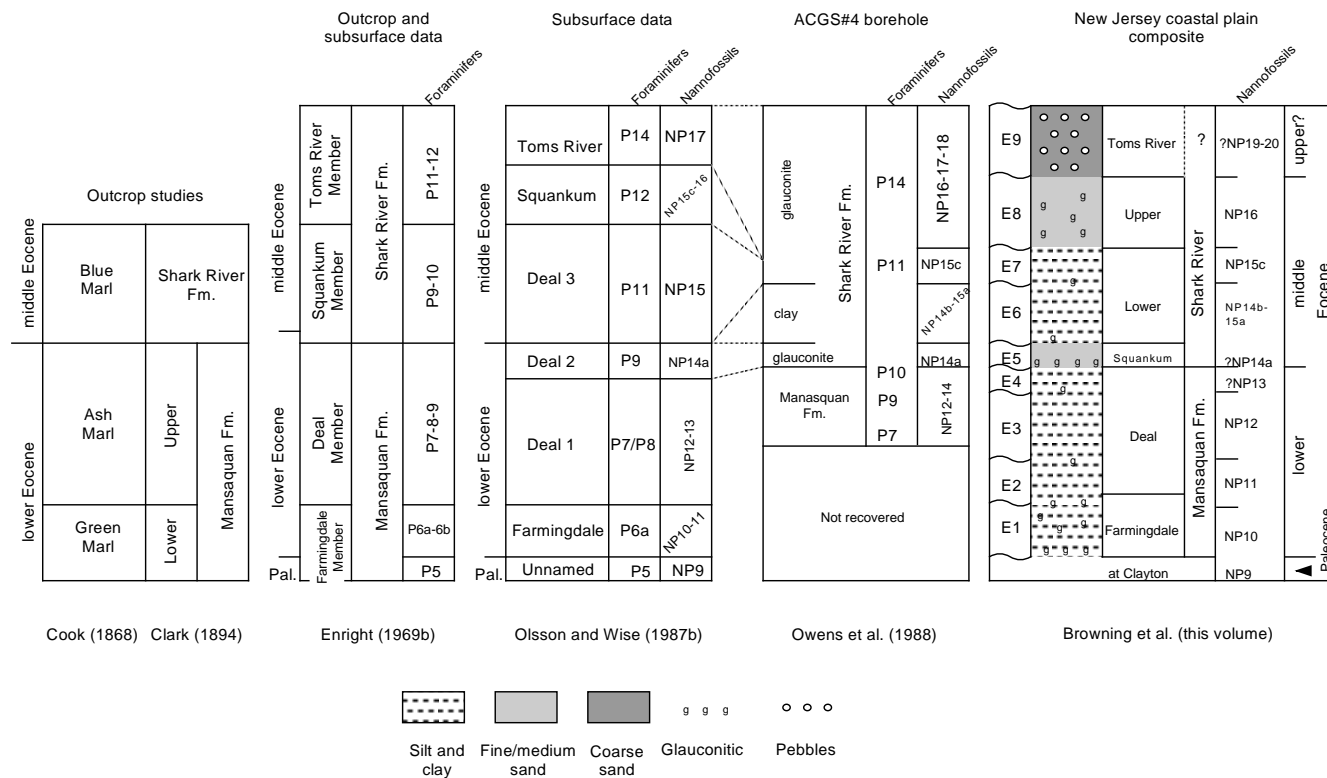 Outcrop and
subsurface data
Subsurface data
ACGS#4 borehole
New Jersey coastal plain
composite
Outcrop studies
middle Eocene
lower Eocene
Blue
Marl
Shark River
Fm.
Ash
Marl
Upper
Mansaquan Fm.
Green
Marl
Lower
Cook (1868)
Clark (1894)
Foraminifers
middle Eocene
lower Eocene
Pal.
Toms River
Member
Shark River Fm.
P11-12
Squankum
Member
P9-10
Deal
Member
Mansaquan Fm.
P7-8-9
Farmingdale
Member
P6a-6b
P5
Enright (1969b)
Foraminifers
Nannofossils
middle Eocene
lower Eocene
Pal.
Toms River
P14
NP17
Squankum
P12
NP15c-16
Deal 3
P11
NP15
Deal 2
P9
NP14a
Deal 1
P7/P8
NP12-13
Farmingdale
P6a
NP10-11
Unnamed
P5
NP9
Olsson and Wise (1987b)
Foraminifers
Nannofossils
glauconite
Shark River Fm.
P14
NP16-17-18
P11
NP15c
clay
NP14b-15a
glauconite
NP14a
P10
Manasquan
Fm.
P9
NP12-14
P7
Not recovered
Owens et al. (1988)
Nannofossils
E9
Toms River
?
?NP19-20
upper?
E8
g
g
g
g
g
Upper
Shark River
NP16
E7
g
NP15c
middle
Eocene
E6
g
Lower
NP14b-
15a
E5
g g g g
Squankum
?NP14a
E4
g
?NP13
E3
Deal
Mansaquan Fm.
NP12
lower
E2
g
NP11
E1
g g
g g
g
g g g
Farmingdale
NP10
at Clayton
NP9
Paleocene
Browning et al. (this volume)
Silt and
clay
Fine/medium
sand
Coarse
sand
g g g
Glauconitic
Pebbles